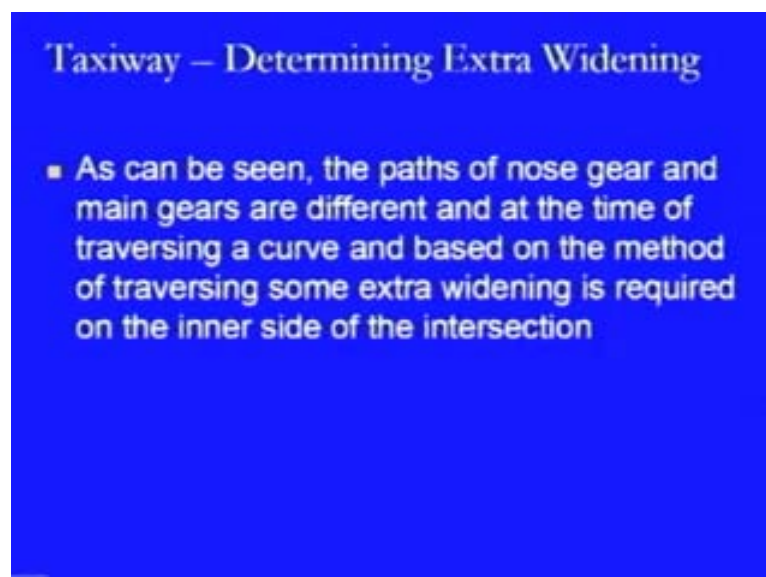 Taxiway – Determining Extra Widening
As can be seen, the paths of nose gear and
main gears are different and at the time of
traversing a curve and based on the method
of traversing some extra widening is required
on the inner side of the intersection